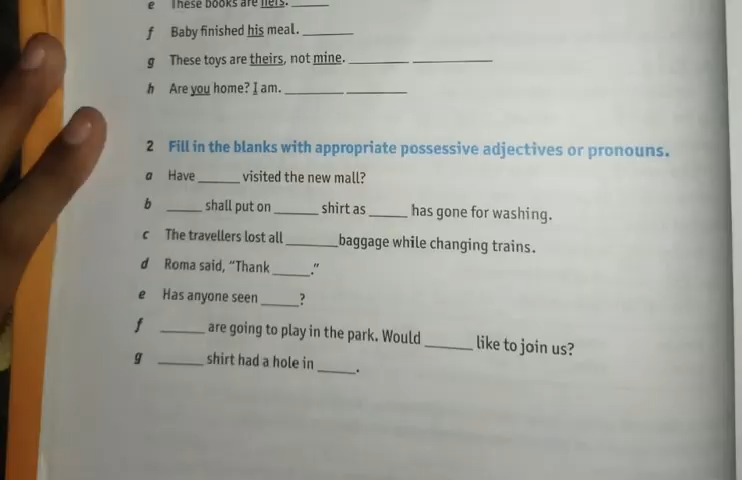 e These books are hers. ______
f Baby finished his meal. ______
g These toys are theirs, not mine. ______ ______
h Are you home? I am. ______ ______
2 Fill in the blanks with appropriate possessive adjectives or pronouns.
a Have ______ visited the new mall?
b ______ shall put on ______ shirt as ______ has gone for washing.
c The travellers lost all ______ baggage while changing trains.
d Roma said, “Thank ______.”
e Has anyone seen ______?
f ______ are going to play in the park. Would ______ like to join us?
g ______ shirt had a hole in ______.